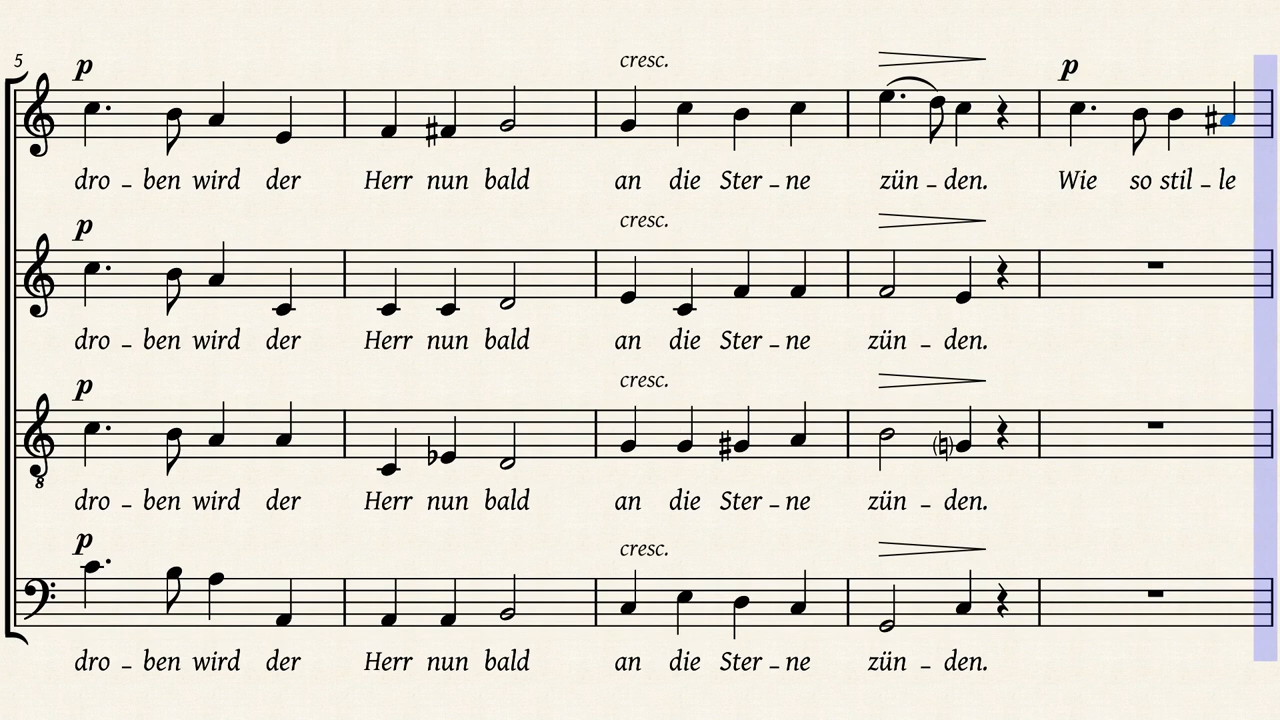 5
p
cresc.
p
dro - ben wird der Herr nun bald an die Ster - ne zün - den. Wie so stil - le
p
cresc.
dro - ben wird der Herr nun bald an die Ster - ne zün - den.
p
cresc.
8
dro - ben wird der Herr nun bald an die Ster - ne zün - den.
p
cresc.
dro - ben wird der Herr nun bald an die Ster - ne zün - den.